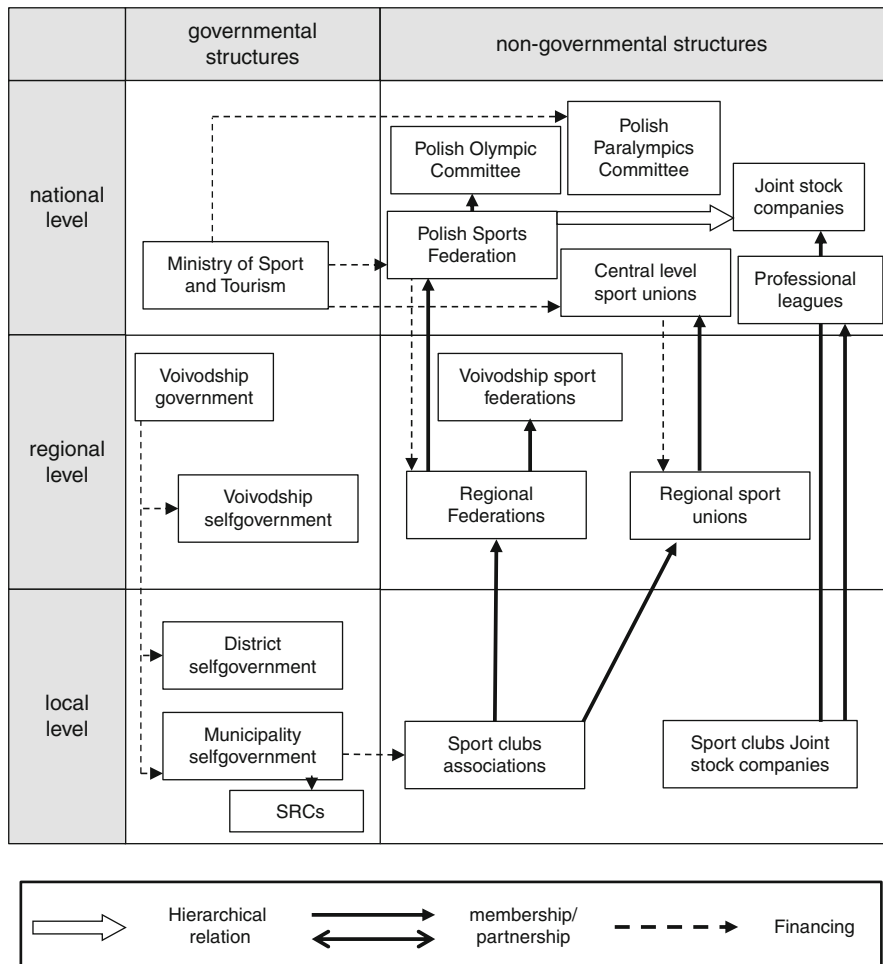 governmental
structures
non-governmental structures
national
level
Polish Olympic
Committee
Polish
Paralympics
Committee
Joint stock
companies
Polish Sports
Federation
Ministry of Sport
and Tourism
Central level
sport unions
Professional
leagues
regional
level
Voivodship
government
Voivodship sport
federations
Voivodship
selfgovernment
Regional
Federations
Regional sport
unions
local
level
District
selfgovernment
Municipality
selfgovernment
Sport clubs
associations
Sport clubs Joint
stock companies
SRCs
Hierarchical
relation
membership/
partnership
Financing